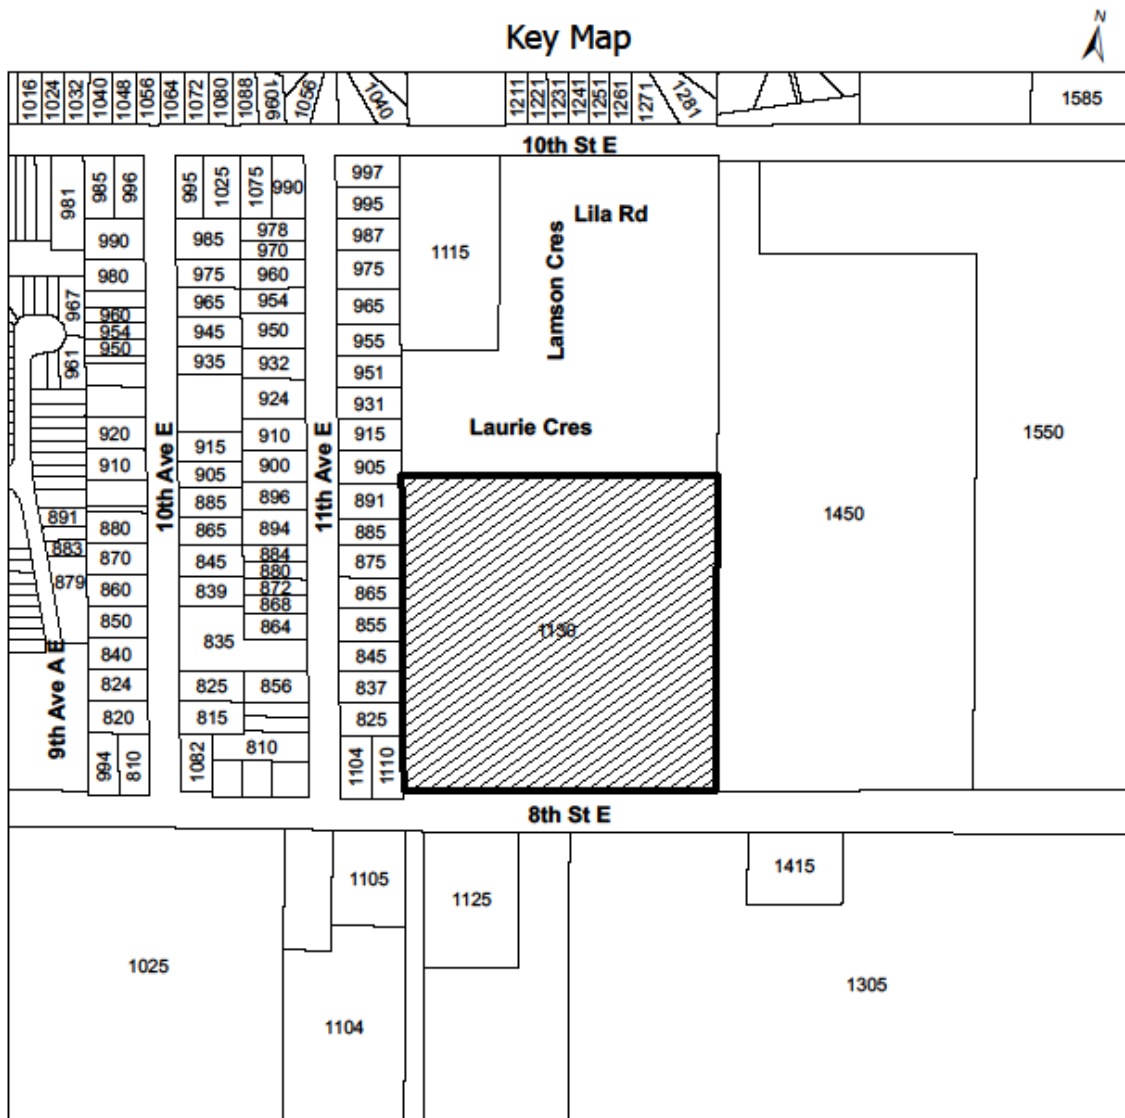 N
Key Map
1016 1024 1032 1040 1048 1056 1064 1072 1080 1088 1096 1056 1040 1211 1221 1231 1241 1251 1261 1271 1281 1585
10th St E
981 985 996 995 1025 1075 990 997
995
Lila Rd
990 985 978 987
970
1115
Lamson Cres
980 975 960 975
967 965 954 965
960
954 945 950 955
950
961 935 932 951
924 931
920 910 915
Laurie Cres
10th Ave E
11th Ave E
915
910 905 900 905
1550
885 896 891
1450
891 880 865 894 885
883 870 845 884 875
880
879 860 839 872 865
868
850 835 864 855
1130
840 845
9th Ave A E
824 825 856 837
820 815 825
994 810 1082 810 1104 1110
8th St E
1105 1125 1415
1025 1305
1104